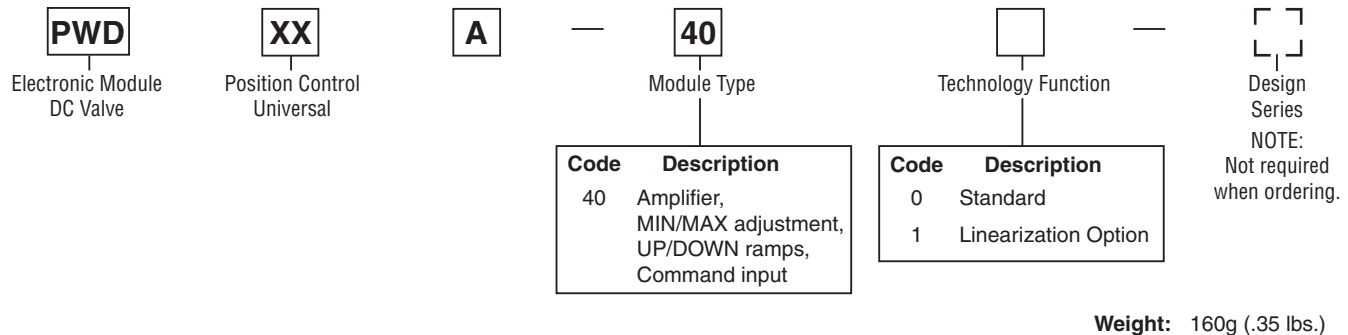 PWD XX A — 40 —
Electronic Module
DC Valve
Position Control
Universal
Module Type
Technology Function
Design
Series
NOTE:
Not required
when ordering.
Code Description
40 Amplifier,
MIN/MAX adjustment,
UP/DOWN ramps,
Command input
Code Description
0 Standard
1 Linearization Option
Weight: 160g (.35 lbs.)